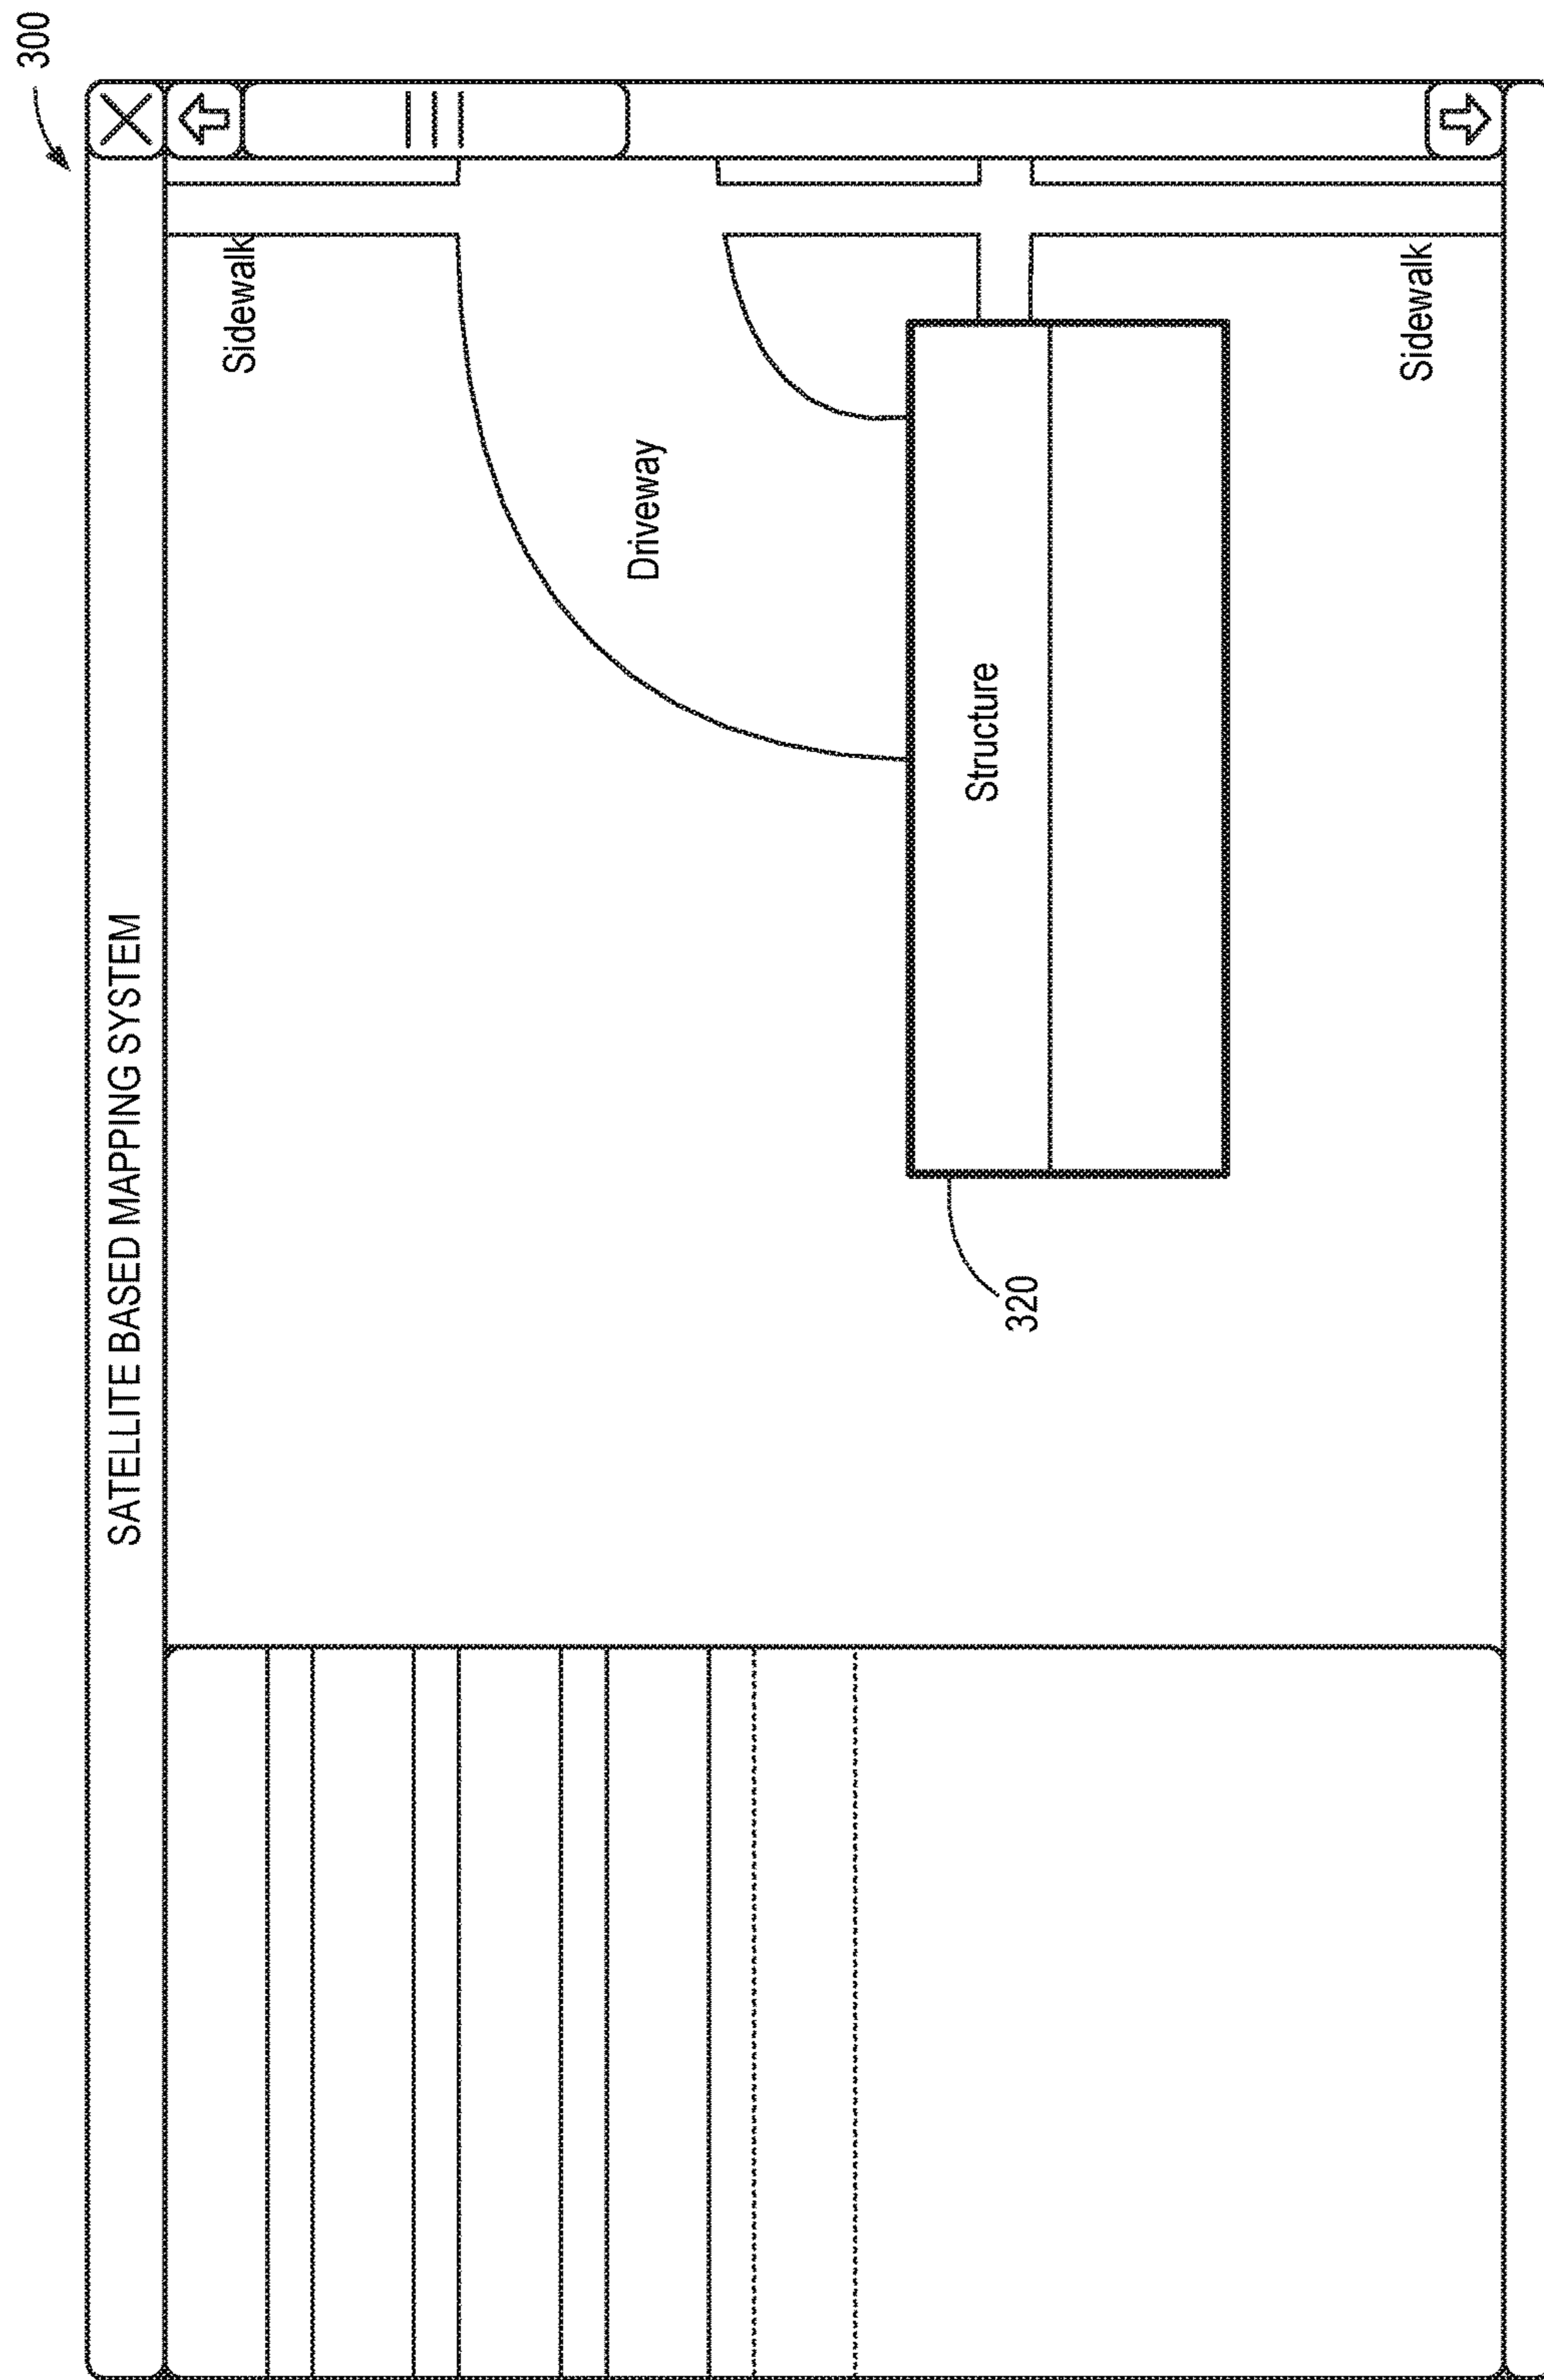 300
SATELLITE BASED MAPPING SYSTEM
Sidewalk
Driveway
Structure
320
Sidewalk